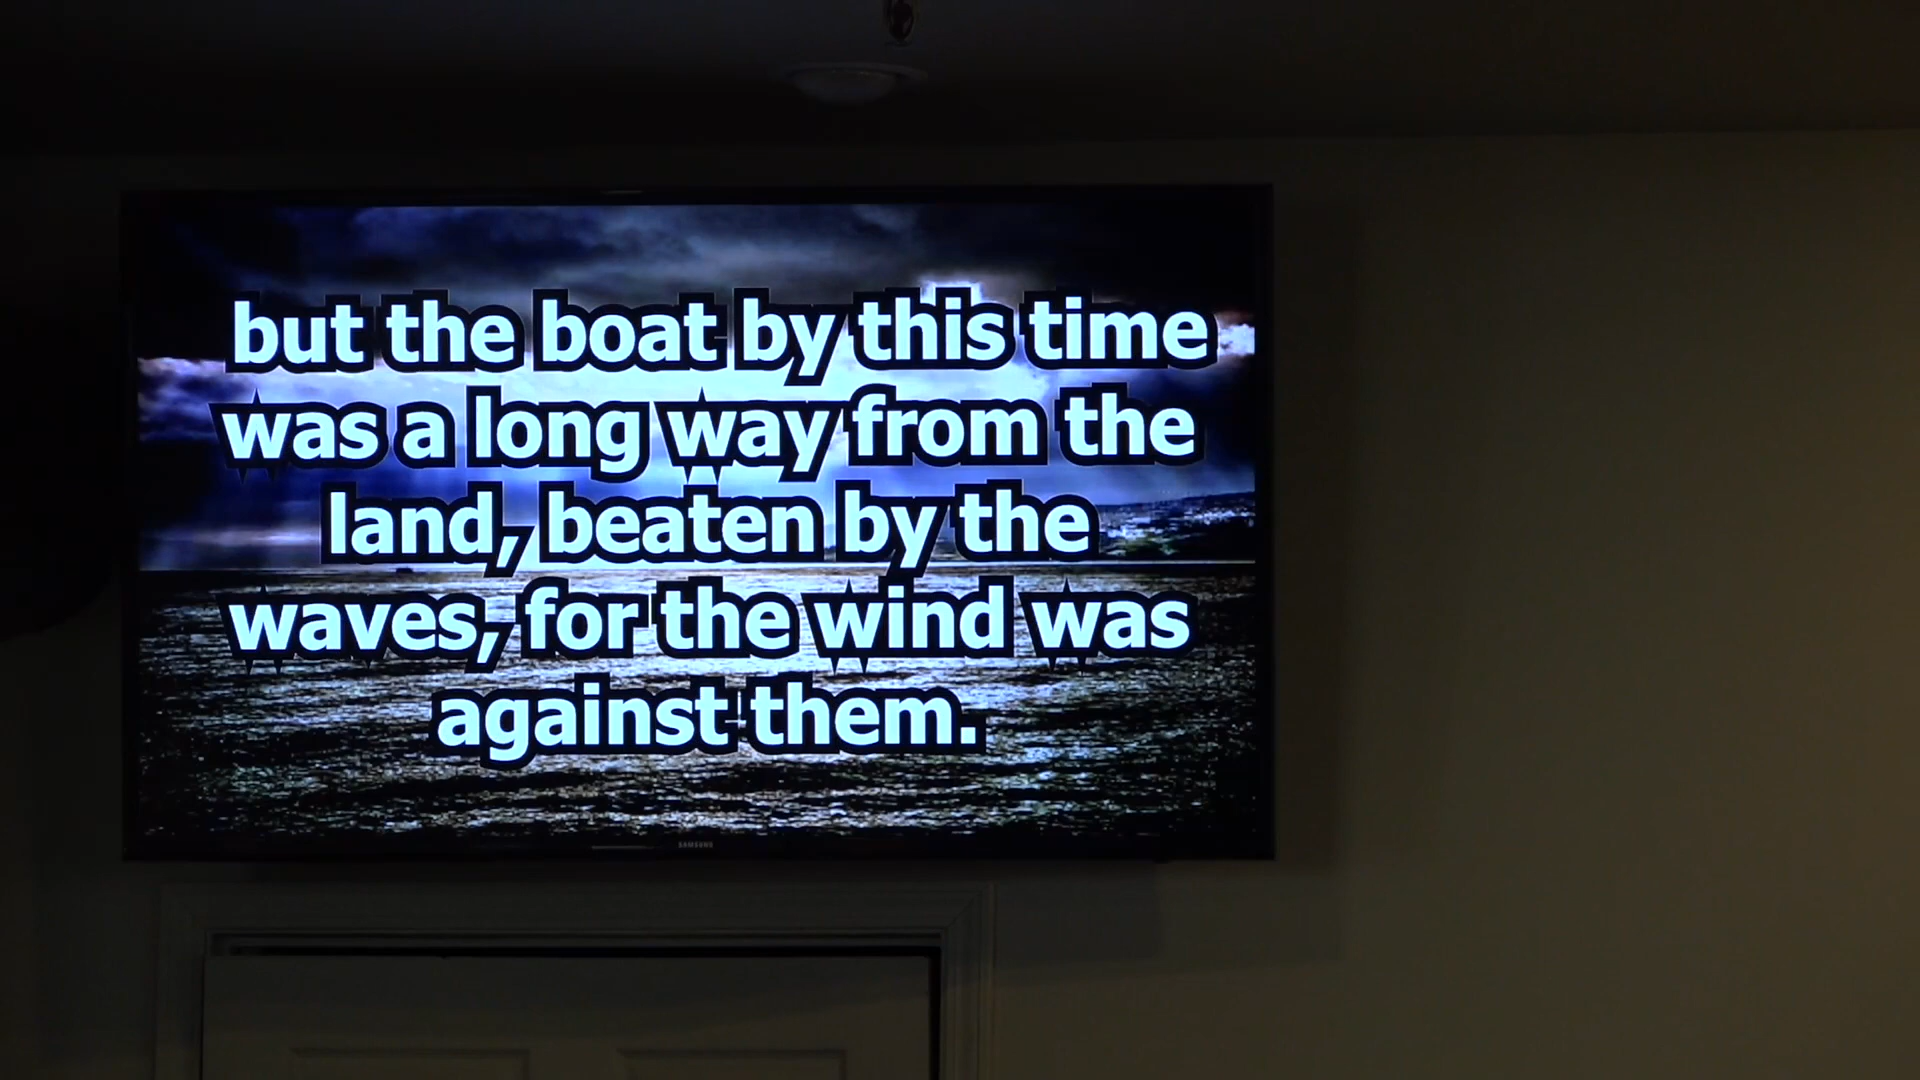 but the boat by this time
was a long way from the
land, beaten by the
waves, for the wind was
against them.
SAMSUNG